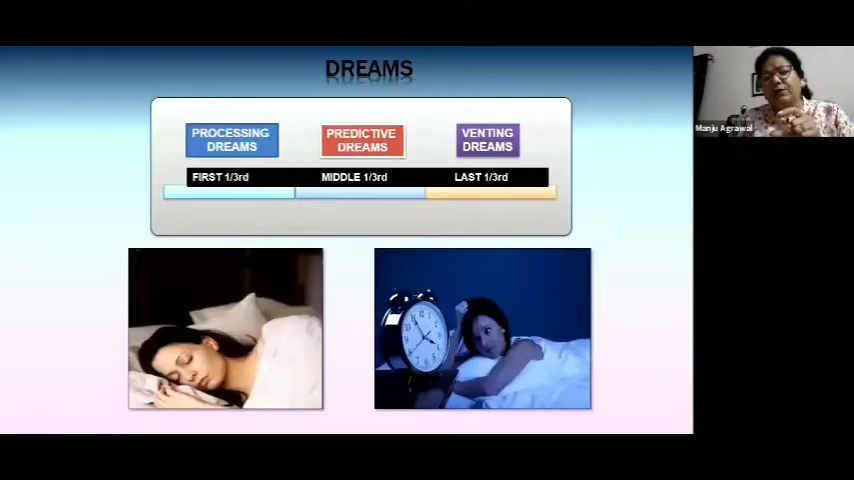 DREAMS
PROCESSING
DREAMS
PREDICTIVE
DREAMS
VENTING
DREAMS
FIRST 1/3rd
MIDDLE 1/3rd
LAST 1/3rd
Manju Agrawal